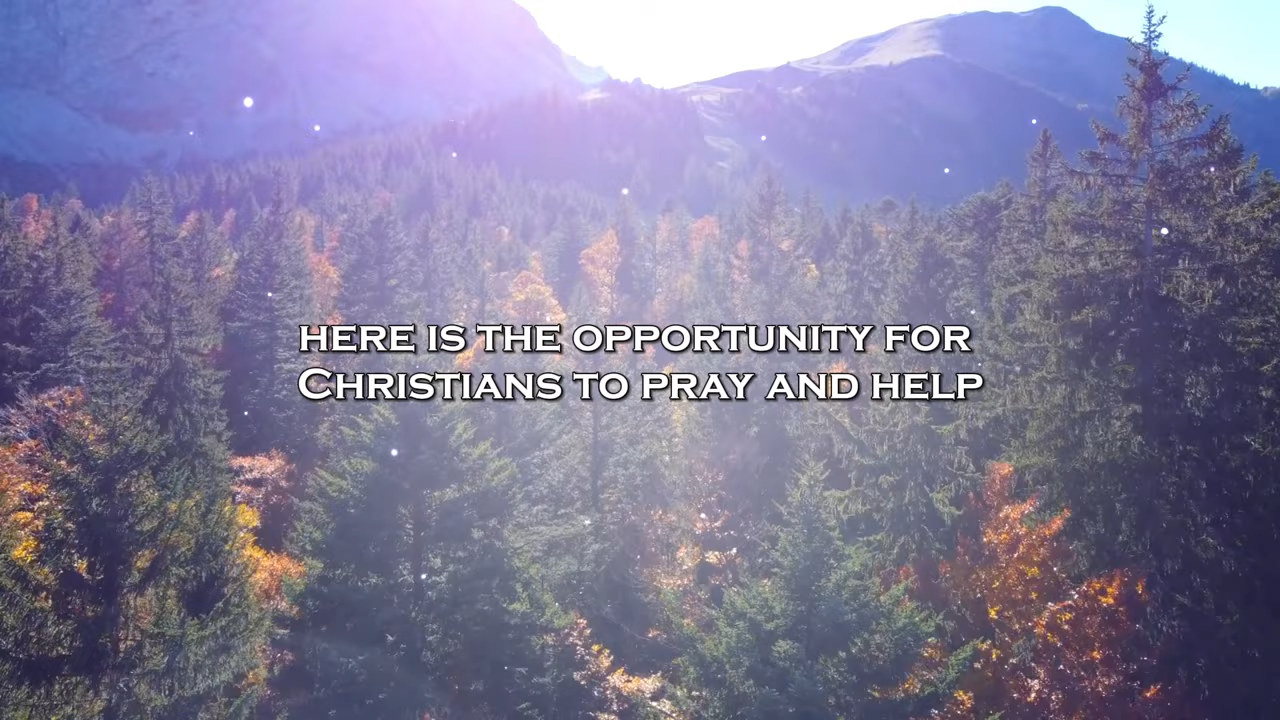 here is the opportunity for
Christians to pray and help